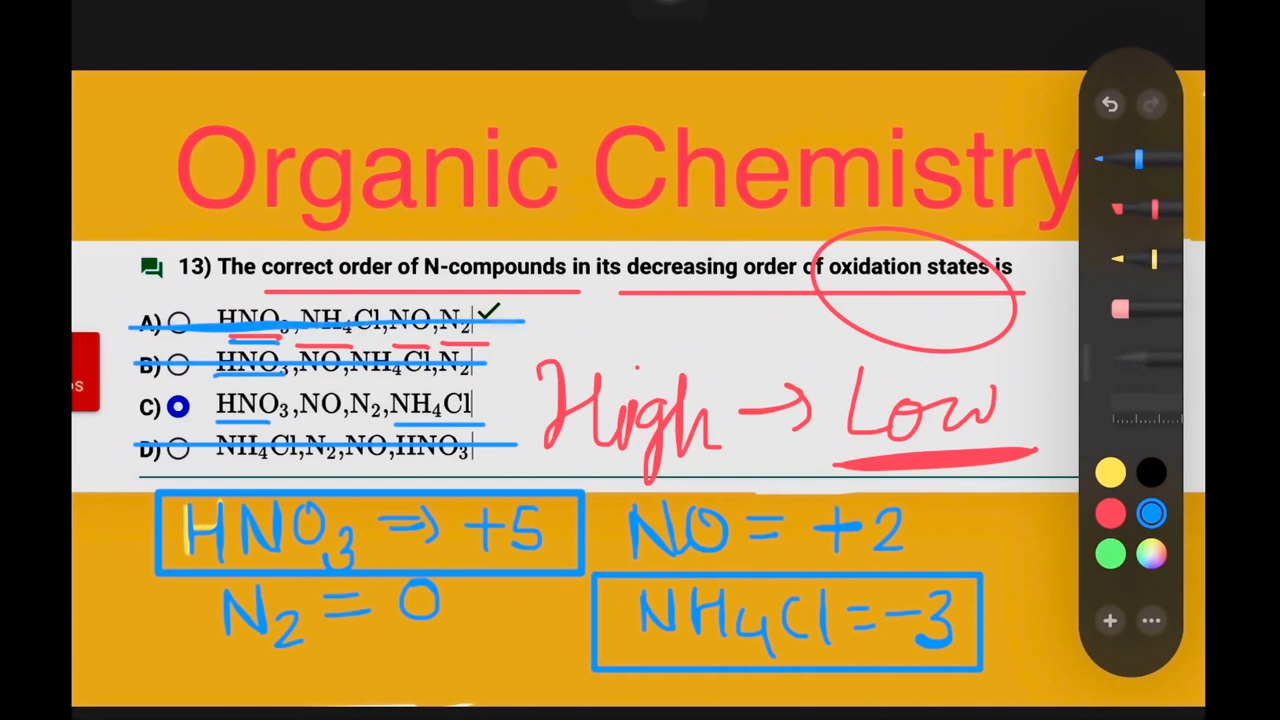 Organic Chemistry
13) The correct order of N-compounds in its decreasing order of oxidation states is
A) HNO₃,NH₄Cl,NO,N₂|
B) HNO₃,NO,NH₄Cl,N₂|
C) HNO₃,NO,N₂,NH₄Cl|
D) NH₄Cl,N₂,NO,HNO₃|
High → Low
HNO₃ ⇒ +5
NO = +2
N₂ = 0
NH₄Cl = -3